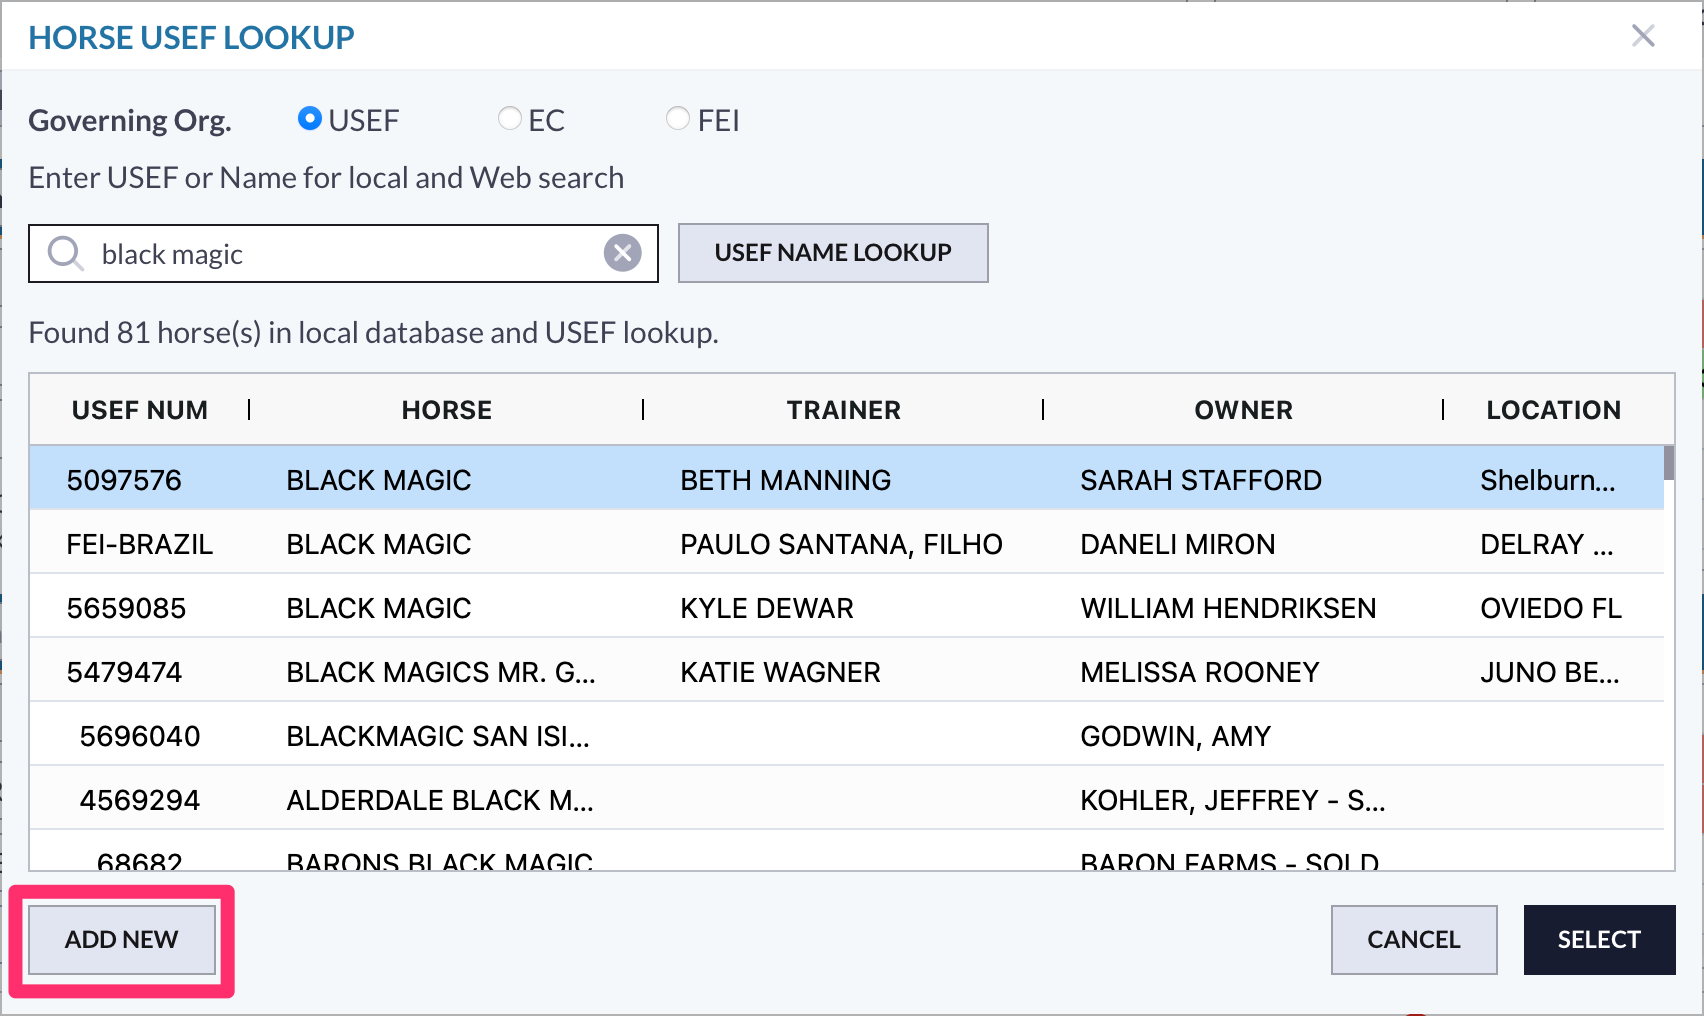 HORSE USEF LOOKUP
Governing Org. USEF EC FEI
Enter USEF or Name for local and Web search
black magic USEF NAME LOOKUP
Found 81 horse(s) in local database and USEF lookup.
USEF NUM HORSE TRAINER OWNER LOCATION
5097576 BLACK MAGIC BETH MANNING SARAH STAFFORD Shelburn...
FEI-BRAZIL BLACK MAGIC PAULO SANTANA, FILHO DANELI MIRON DELRAY ...
5659085 BLACK MAGIC KYLE DEWAR WILLIAM HENDRIKSEN OVIEDO FL
5479474 BLACK MAGICS MR. G... KATIE WAGNER MELISSA ROONEY JUNO BE...
5696040 BLACKMAGIC SAN ISI... GODWIN, AMY
4569294 ALDERDALE BLACK M... KOHLER, JEFFREY - S...
68682 BARONS BLACK MAGIC BARON FARMS - SOLD
ADD NEW CANCEL SELECT